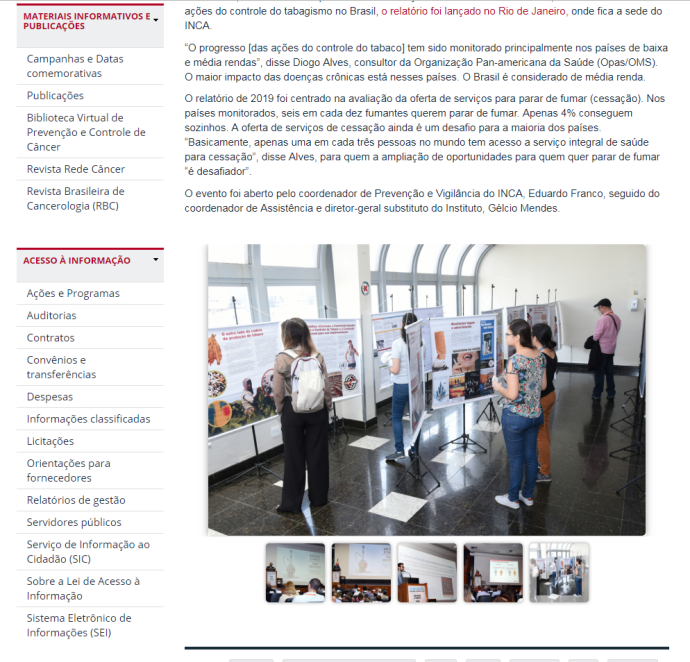 MATERIAIS INFORMATIVOS E
PUBLICAÇÕES
Campanhas e Datas
comemorativas
Publicações
Biblioteca Virtual de
Prevenção e Controle de
Câncer
Revista Rede Câncer
Revista Brasileira de
Cancerologia (RBC)
ACESSO À INFORMAÇÃO
Ações e Programas
Auditorias
Contratos
Convênios e
transferências
Despesas
Informações classificadas
Licitações
Orientações para
fornecedores
Relatórios de gestão
Servidores públicos
Serviço de Informação ao
Cidadão (SIC)
Sobre a Lei de Acesso à
Informação
Sistema Eletrônico de
Informações (SEI)
ações do controle do tabagismo no Brasil, o relatório foi lançado no Rio de Janeiro, onde fica a sede do
INCA.
"O progresso [das ações do controle do tabaco] tem sido monitorado principalmente nos países de baixa
e média rendas", disse Diogo Alves, consultor da Organização Pan-americana da Saúde (Opas/OMS).
O maior impacto das doenças crônicas está nesses países. O Brasil é considerado de média renda.
O relatório de 2019 foi centrado na avaliação da oferta de serviços para parar de fumar (cessação). Nos
países monitorados, seis em cada dez fumantes querem parar de fumar. Apenas 4% conseguem
sozinhos. A oferta de serviços de cessação ainda é um desafio para a maioria dos países.
"Basicamente, apenas uma em cada três pessoas no mundo tem acesso a serviço integral de saúde
para cessação", disse Alves, para quem a ampliação de oportunidades para quem quer parar de fumar
"é desafiador".
O evento foi aberto pelo coordenador de Prevenção e Vigilância do INCA, Eduardo Franco, seguido do
coordenador de Assistência e diretor-geral substituto do Instituto, Gélcio Mendes.